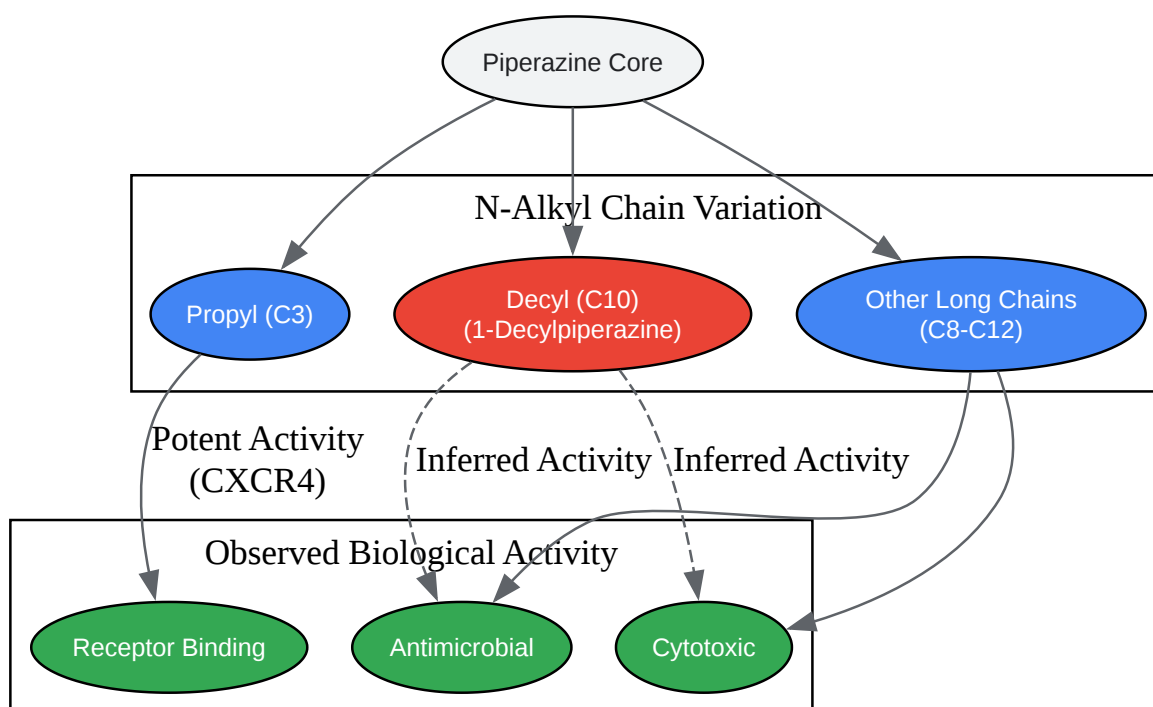 Piperazine Core
N-Alkyl Chain Variation
Propyl (C3)
Decyl (C10)
(1-Decylpiperazine)
Other Long Chains
(C8-C12)
Potent Activity
(CXCR4)
Inferred Activity
Inferred Activity
Observed Biological Activity
Receptor Binding
Antimicrobial
Cytotoxic